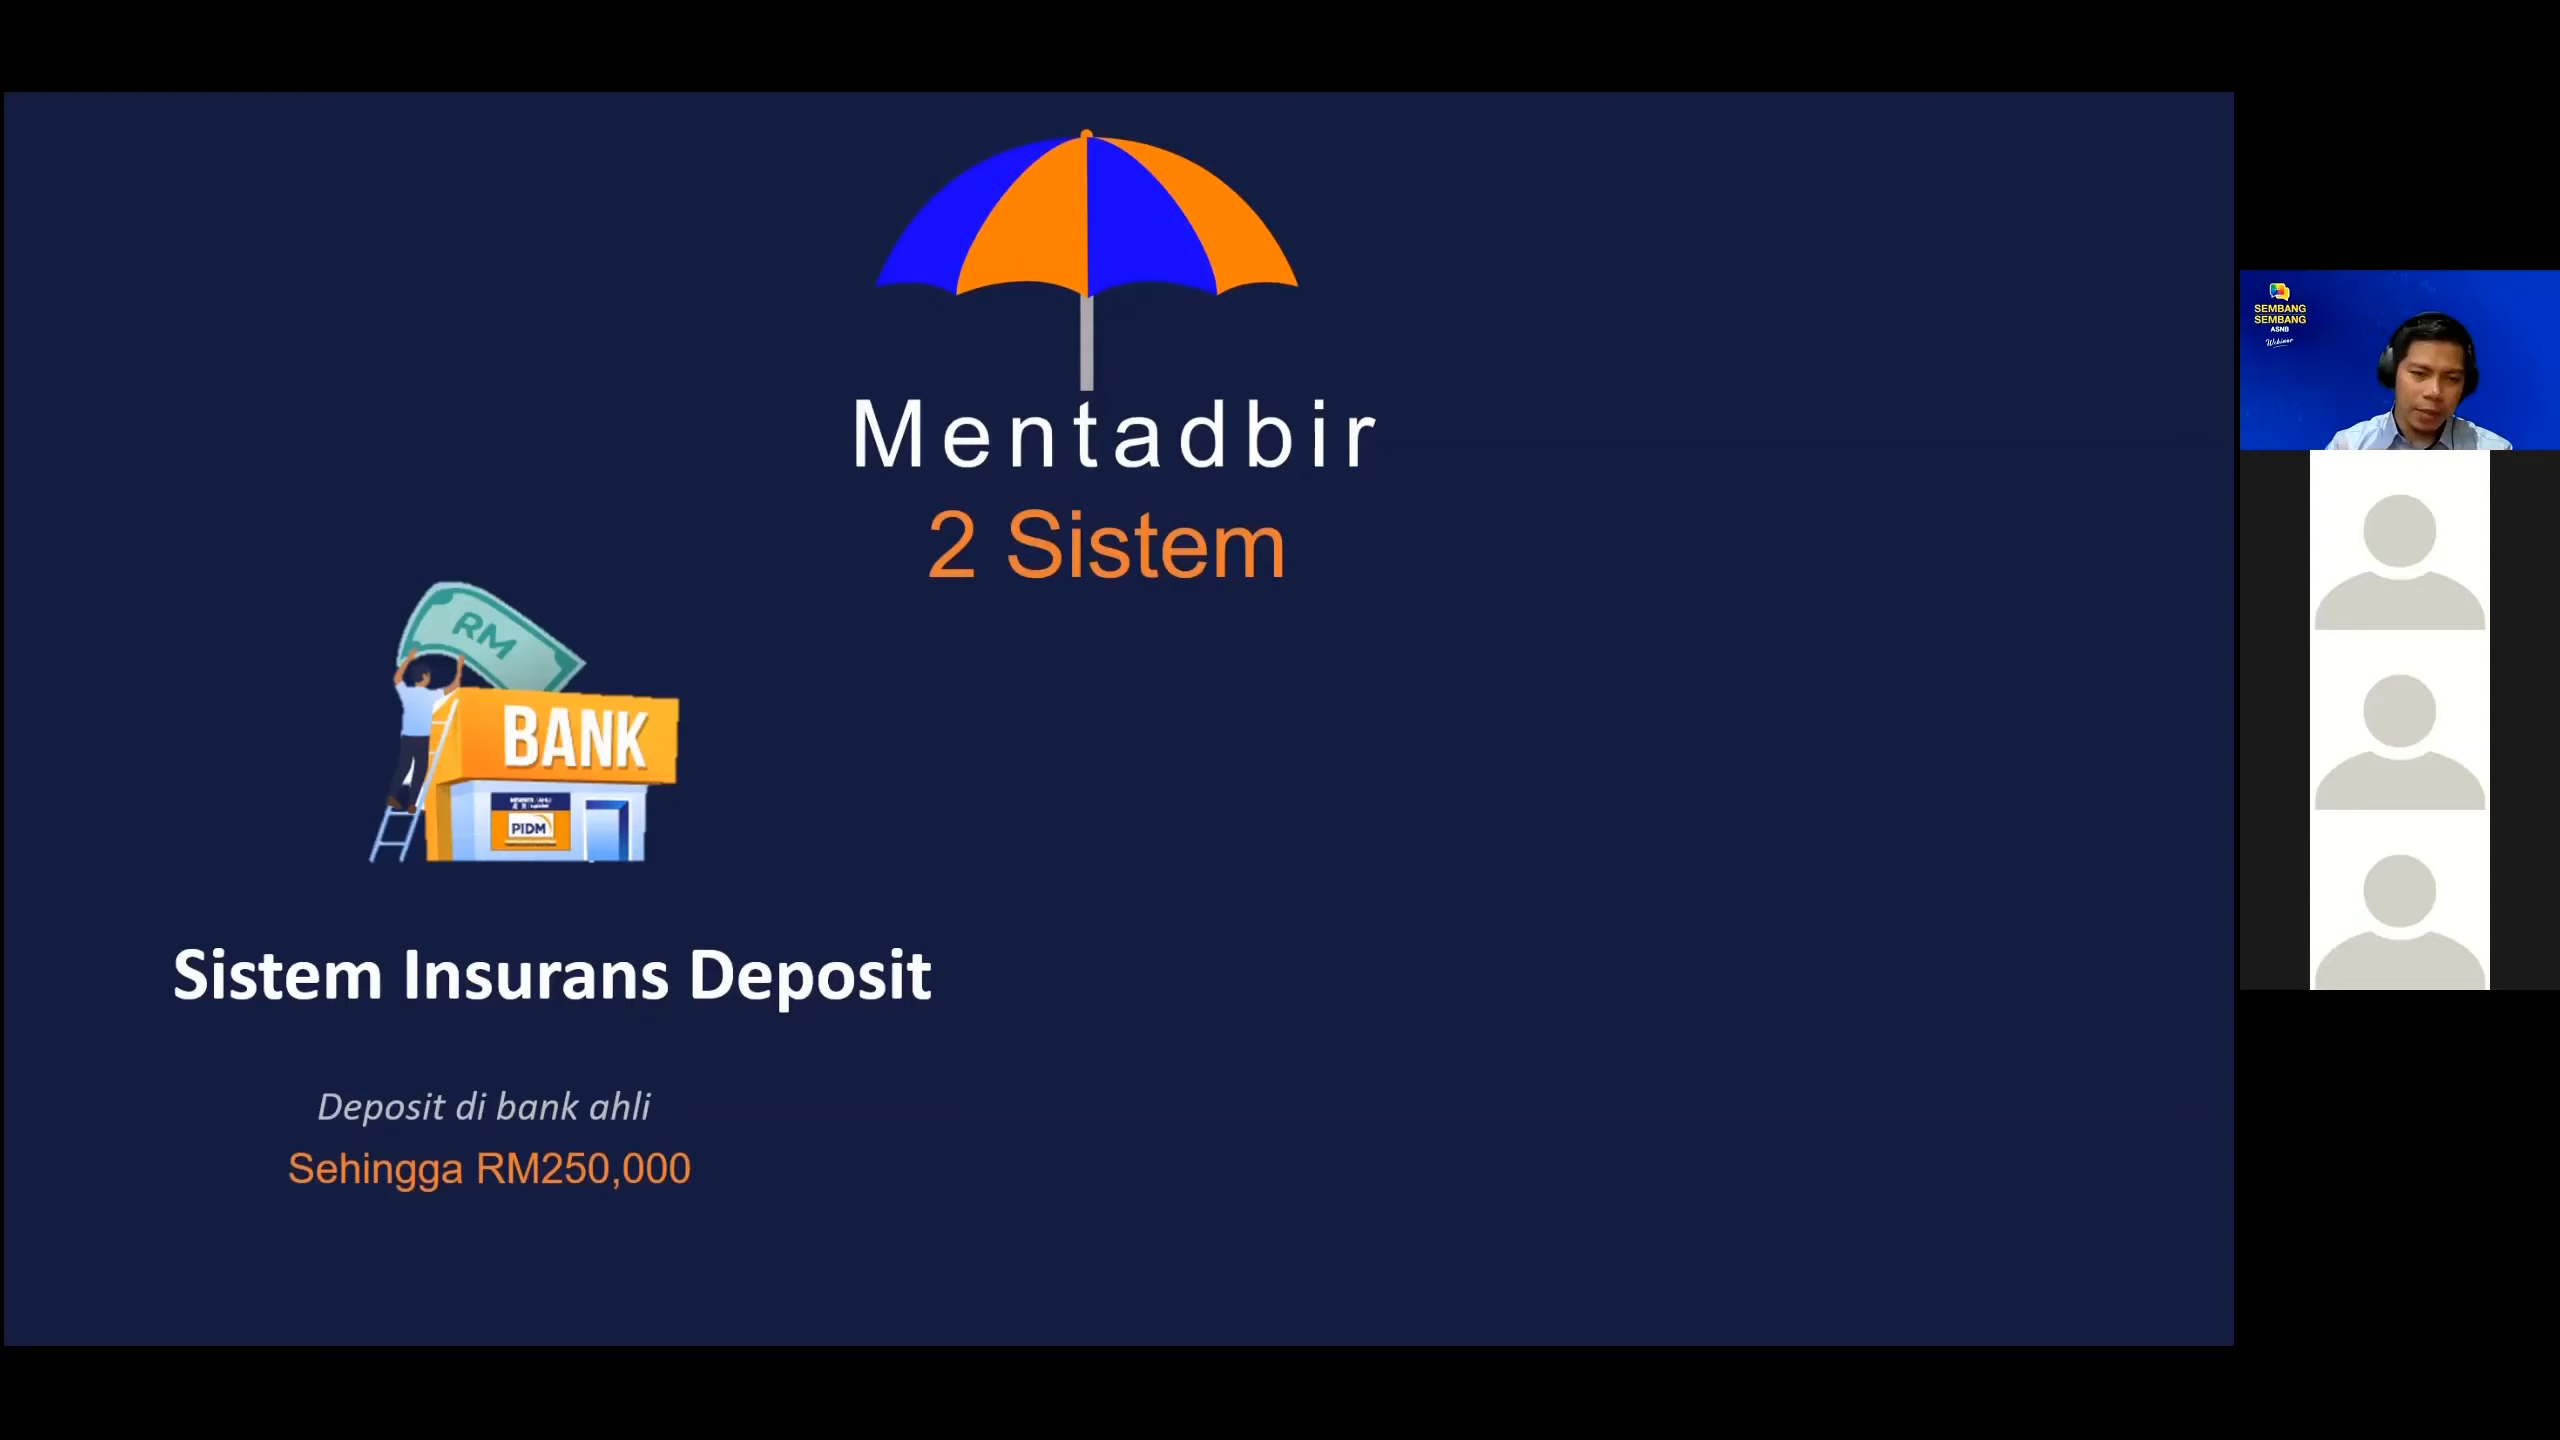 Mentadbir
2 Sistem
RM
BANK
PIDM
Sistem Insurans Deposit
Deposit di bank ahli
Sehingga RM250,000
SEMBANG
SEMBANG
ASNB
Webinar